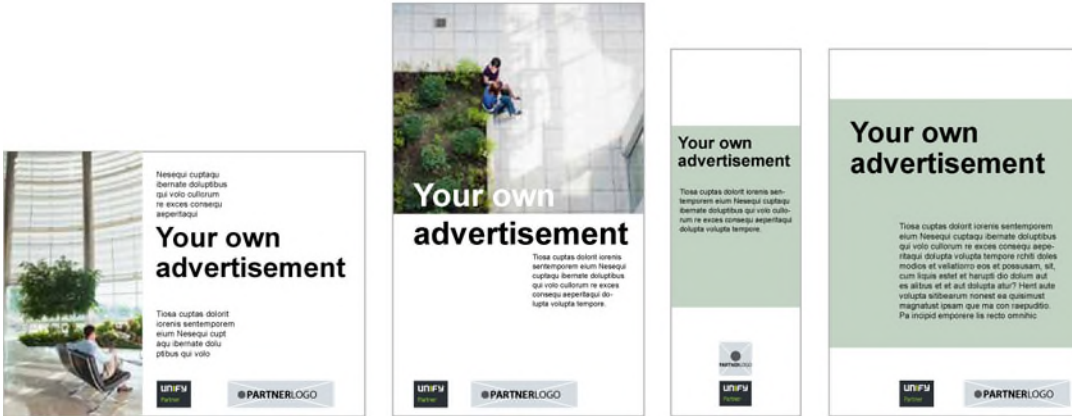 Nesequi cuptaqu
ibernate doluptibus
qui volo cullorum
re exces consequ
aeperitaqui
Your own
advertisement
Tiosa cuptas dolorit
iorenis sentemporem
eium Nesequi cupt
aqu ibernate dolu
ptibus qui volo
UNIFY
Partner
PARTNERLOGO
Your own
advertisement
Tiosa cuptas dolorit iorenis
sentemporem eium Nesequi
cuptaqu ibernate doluptibus
qui volo cullorum re exces
consequ aeperitaqui do-
lupta volupta tempore.
UNIFY
Partner
PARTNERLOGO
Your own
advertisement
Tiosa cuptas dolorit iorenis sen-
temporem eium Nesequi cuptaqu
ibernate doluptibus qui volo cullo-
rum re exces consequ aeperitaqui
dolupta volupta tempore.
PARTNERLOGO
UNIFY
Partner
Your own
advertisement
Tiosa cuptas dolorit iorenis sentemporem
eium Nesequi cuptaqu ibernate doluptibus
qui volo cullorum re exces consequ aepe-
ritaqui dolupta volupta tempore rchiti doles
modios et vellatiorro eos et possusam, sit,
cum liquis estet et harupti dio dolum aut
es alibus et et aut dolupta atur? Hent aute
volupta sitibearum nonest ea quisimust
magnatust ipsam que ma con raepuditio.
Pa incipid emporere lis recto omnihic
UNIFY
Partner
PARTNERLOGO